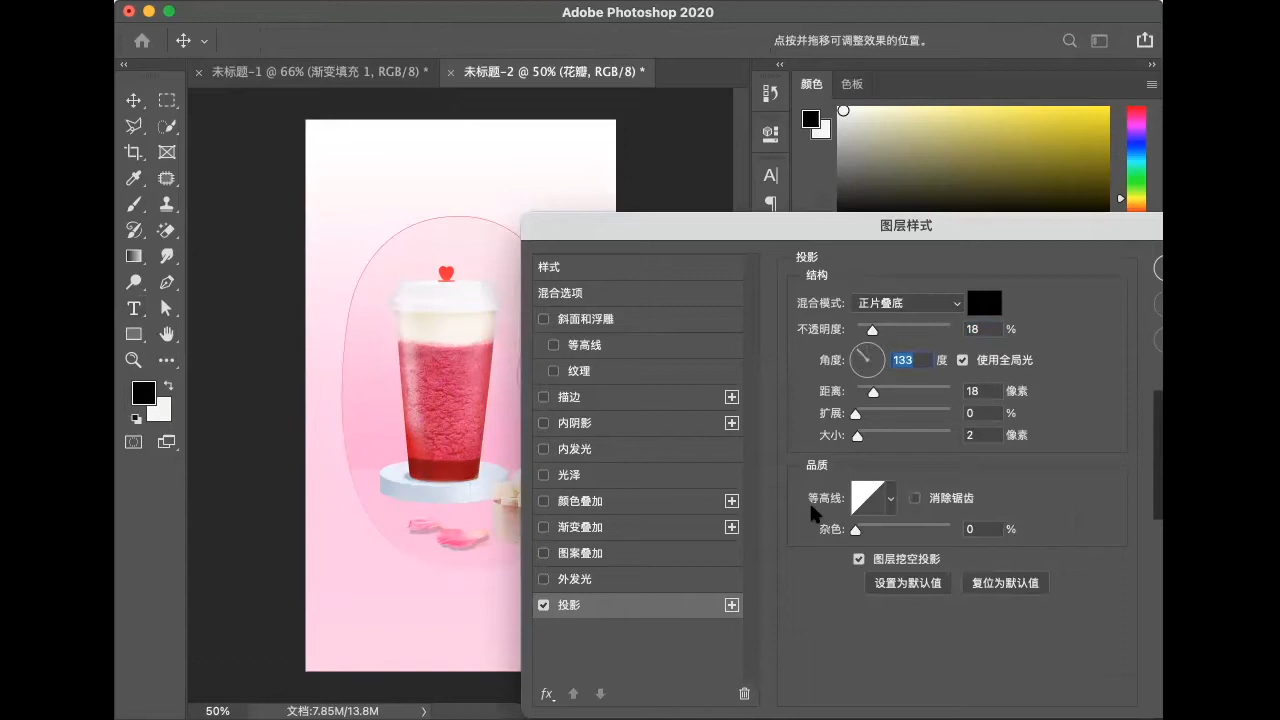 Adobe Photoshop 2020
点按并拖移可调整效果的位置。
未标题-1 @ 66% (渐变填充 1, RGB/8) *
未标题-2 @ 50% (花瓣, RGB/8) *
颜色
色板
图层样式
样式
混合选项
斜面和浮雕
等高线
纹理
描边
内阴影
内发光
光泽
颜色叠加
渐变叠加
图案叠加
外发光
投影
fx
投影
结构
混合模式: 正片叠底
不透明度: 18 %
角度: 133 度 使用全局光
距离: 18 像素
扩展: 0 %
大小: 2 像素
品质
等高线: 消除锯齿
杂色: 0 %
图层挖空投影
设置为默认值 复位为默认值
50% 文档:7.85M/13.8M